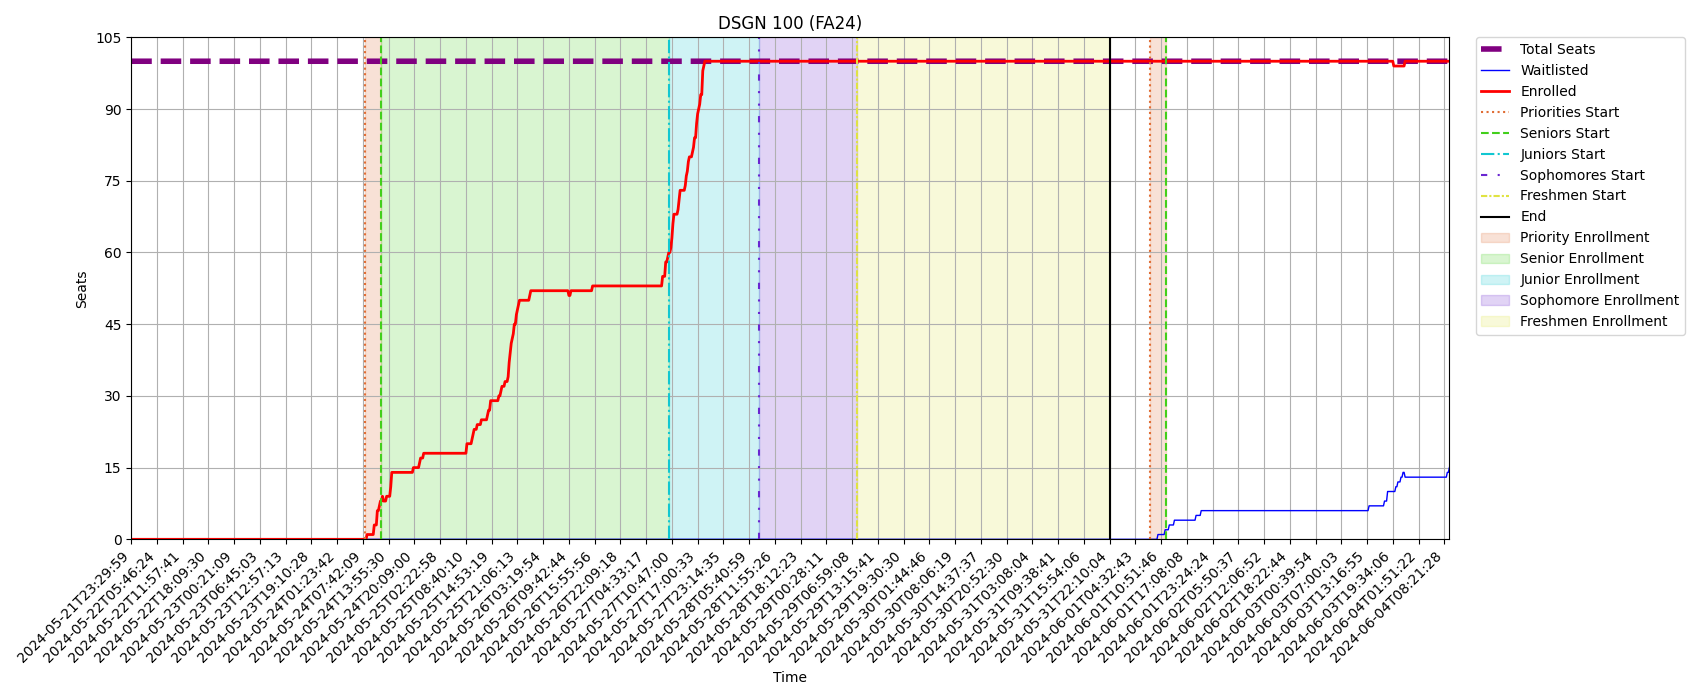 DSGN 100 (FA24)
105
90
75
60
45
30
15
0
Seats
2024-05-21T23:29:59
2024-05-22T05:46:24
2024-05-22T11:57:41
2024-05-22T18:09:30
2024-05-23T00:21:09
2024-05-23T06:45:03
2024-05-23T12:57:13
2024-05-23T19:10:28
2024-05-24T01:23:42
2024-05-24T07:42:09
2024-05-24T13:55:30
2024-05-24T20:09:00
2024-05-25T02:22:58
2024-05-25T08:40:10
2024-05-25T14:53:19
2024-05-25T21:06:13
2024-05-26T03:19:54
2024-05-26T09:42:44
2024-05-26T15:55:56
2024-05-26T22:09:18
2024-05-27T04:33:17
2024-05-27T10:47:00
2024-05-27T17:00:33
2024-05-27T23:14:35
2024-05-28T05:40:59
2024-05-28T11:55:26
2024-05-28T18:12:23
2024-05-29T00:28:11
2024-05-29T06:59:08
2024-05-29T13:15:41
2024-05-29T19:30:30
2024-05-30T01:44:46
2024-05-30T08:06:19
2024-05-30T14:37:37
2024-05-30T20:52:30
2024-05-31T03:08:04
2024-05-31T09:38:41
2024-05-31T15:54:06
2024-05-31T22:10:04
2024-06-01T04:32:43
2024-06-01T10:51:46
2024-06-01T17:08:08
2024-06-01T23:24:24
2024-06-02T05:50:37
2024-06-02T12:06:52
2024-06-02T18:22:44
2024-06-03T00:39:54
2024-06-03T07:00:03
2024-06-03T13:16:55
2024-06-03T19:34:06
2024-06-04T01:51:22
2024-06-04T08:21:28
Time
Total Seats
Waitlisted
Enrolled
Priorities Start
Seniors Start
Juniors Start
Sophomores Start
Freshmen Start
End
Priority Enrollment
Senior Enrollment
Junior Enrollment
Sophomore Enrollment
Freshmen Enrollment